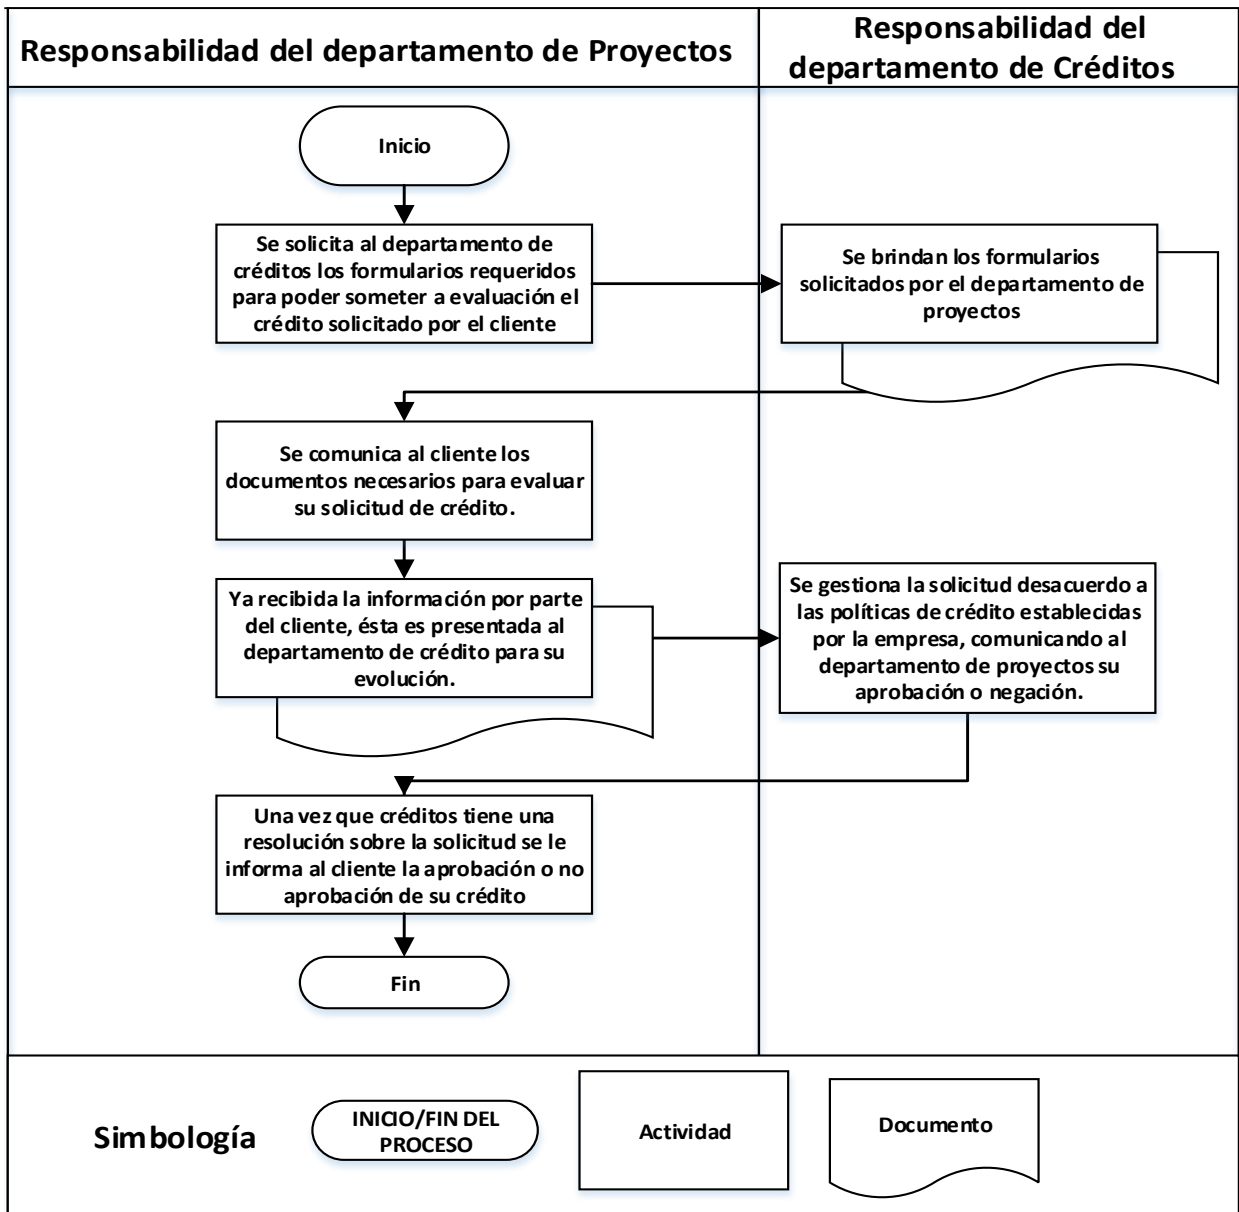 Responsabilidad del departamento de Proyectos
Responsabilidad del
departamento de Créditos
Inicio
Se solicita al departamento de
créditos los formularios requeridos
para poder someter a evaluación el
crédito solicitado por el cliente
Se brindan los formularios
solicitados por el departamento de
proyectos
Se comunica al cliente los
documentos necesarios para evaluar
su solicitud de crédito.
Ya recibida la información por parte
del cliente, ésta es presentada al
departamento de crédito para su
evolución.
Se gestiona la solicitud desacuerdo a
las políticas de crédito establecidas
por la empresa, comunicando al
departamento de proyectos su
aprobación o negación.
Una vez que créditos tiene una
resolución sobre la solicitud se le
informa al cliente la aprobación o no
aprobación de su crédito
Fin
Simbología
INICIO/FIN DEL
PROCESO
Actividad
Documento